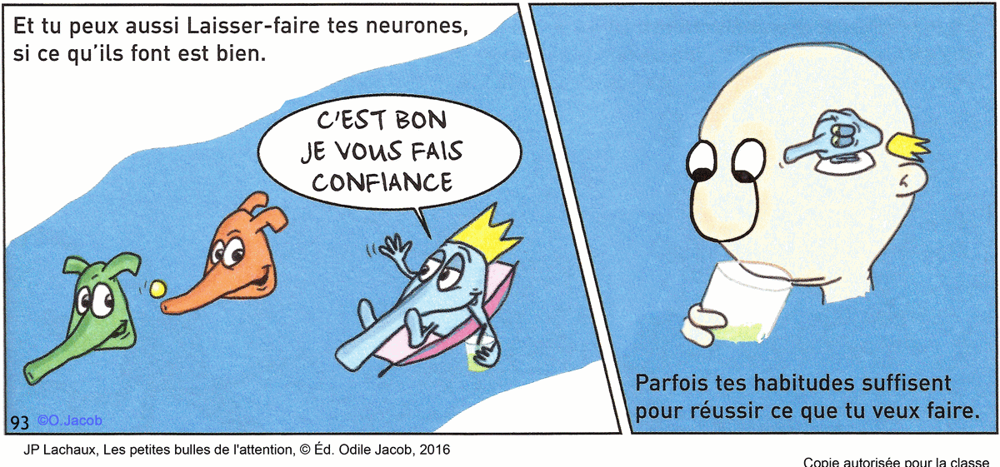 Et tu peux aussi Laisser-faire tes neurones,
si ce qu'ils font est bien.
C'EST BON
JE VOUS FAIS
CONFIANCE
93 ©O.Jacob
Parfois tes habitudes suffisent
pour réussir ce que tu veux faire.
JP Lachaux, Les petites bulles de l'attention, © Éd. Odile Jacob, 2016
Copie autorisée pour la classe